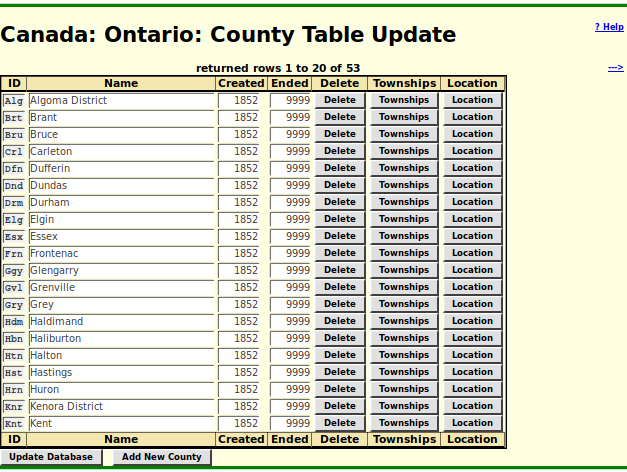 Canada: Ontario: County Table Update
? Help
returned rows 1 to 20 of 53
--->
ID Name Created Ended Delete Townships Location
Alg Algoma District 1852 9999 Delete Townships Location
Brt Brant 1852 9999 Delete Townships Location
Bru Bruce 1852 9999 Delete Townships Location
Crl Carleton 1852 9999 Delete Townships Location
Dfn Dufferin 1852 9999 Delete Townships Location
Dnd Dundas 1852 9999 Delete Townships Location
Drm Durham 1852 9999 Delete Townships Location
Elg Elgin 1852 9999 Delete Townships Location
Esx Essex 1852 9999 Delete Townships Location
Frn Frontenac 1852 9999 Delete Townships Location
Ggy Glengarry 1852 9999 Delete Townships Location
Gvl Grenville 1852 9999 Delete Townships Location
Gry Grey 1852 9999 Delete Townships Location
Hdm Haldimand 1852 9999 Delete Townships Location
Hbn Haliburton 1852 9999 Delete Townships Location
Htn Halton 1852 9999 Delete Townships Location
Hst Hastings 1852 9999 Delete Townships Location
Hrn Huron 1852 9999 Delete Townships Location
Knr Kenora District 1852 9999 Delete Townships Location
Knt Kent 1852 9999 Delete Townships Location
ID Name Created Ended Delete Townships Location
Update Database Add New County